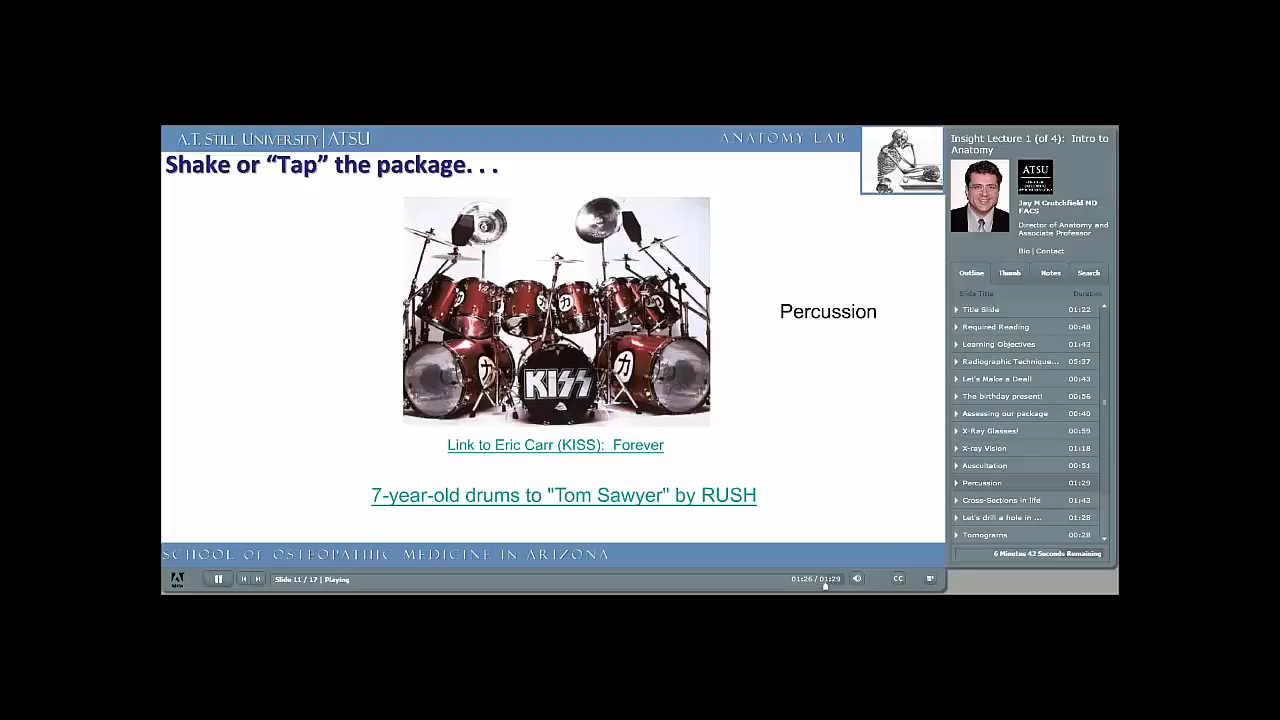 A.T. STILL UNIVERSITY | ATSU
ANATOMY LAB
Shake or “Tap” the package. . .
力
力
力
KISS
Percussion
Link to Eric Carr (KISS): Forever
7-year-old drums to "Tom Sawyer" by RUSH
SCHOOL OF OSTEOPATHIC MEDICINE IN ARIZONA
Slide 11 / 17 | Playing
01:26 / 01:29
CC
Insight Lecture 1 (of 4): Intro to
Anatomy
ATSU
Jay M Crutchfield MD
FACS
Director of Anatomy and
Associate Professor
Bio | Contact
Outline Thumb Notes Search
Slide Title Duration
Title Slide 01:22
Required Reading 00:48
Learning Objectives 01:43
Radiographic Technique... 05:37
Let's Make a Deal! 00:43
The birthday present! 00:56
Assessing our package 00:40
X-Ray Glasses! 00:59
X-ray Vision 01:18
Auscultation 00:51
Percussion 01:29
Cross-Sections in life 01:43
Let's drill a hole in ... 01:28
Tomograms 00:28
6 Minutes 42 Seconds Remaining